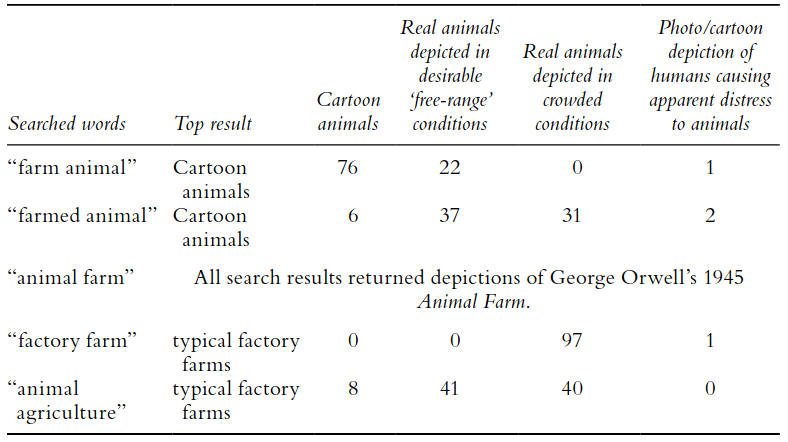 Real animals
depicted in Real animals Photo/cartoon
desirable depicted in depiction of
Cartoon ‘free-range’ crowded humans causing
Searched words Top result animals conditions conditions apparent distress to animals
“farm animal” Cartoon 76 22 0 1
animals
“farmed animal” Cartoon 6 37 31 2
animals
“animal farm” All search results returned depictions of George Orwell’s 1945
Animal Farm.
“factory farm” typical factory 0 0 97 1
farms
“animal typical factory 8 41 40 0
agriculture” farms